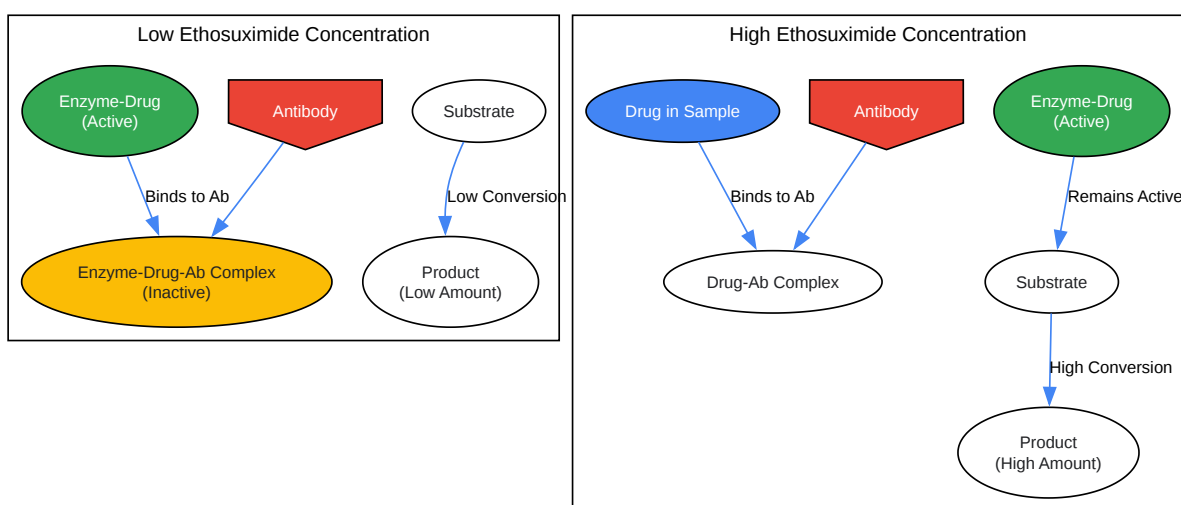 Low Ethosuximide Concentration
Enzyme-Drug
(Active)
Antibody
Substrate
Binds to Ab
Low Conversion
Enzyme-Drug-Ab Complex
(Inactive)
Product
(Low Amount)
High Ethosuximide Concentration
Drug in Sample
Antibody
Enzyme-Drug
(Active)
Binds to Ab
Remains Active
Drug-Ab Complex
Substrate
High Conversion
Product
(High Amount)